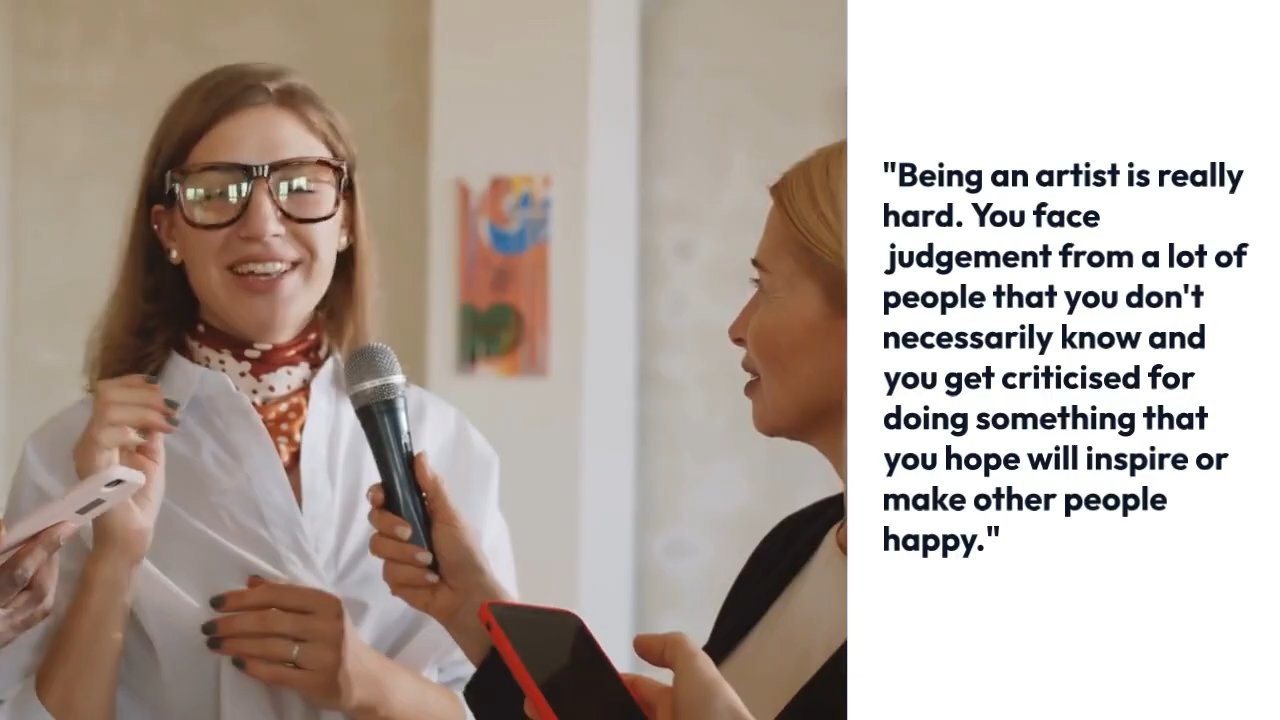 "Being an artist is really
hard. You face
judgement from a lot of
people that you don't
necessarily know and
you get criticised for
doing something that
you hope will inspire or
make other people
happy."